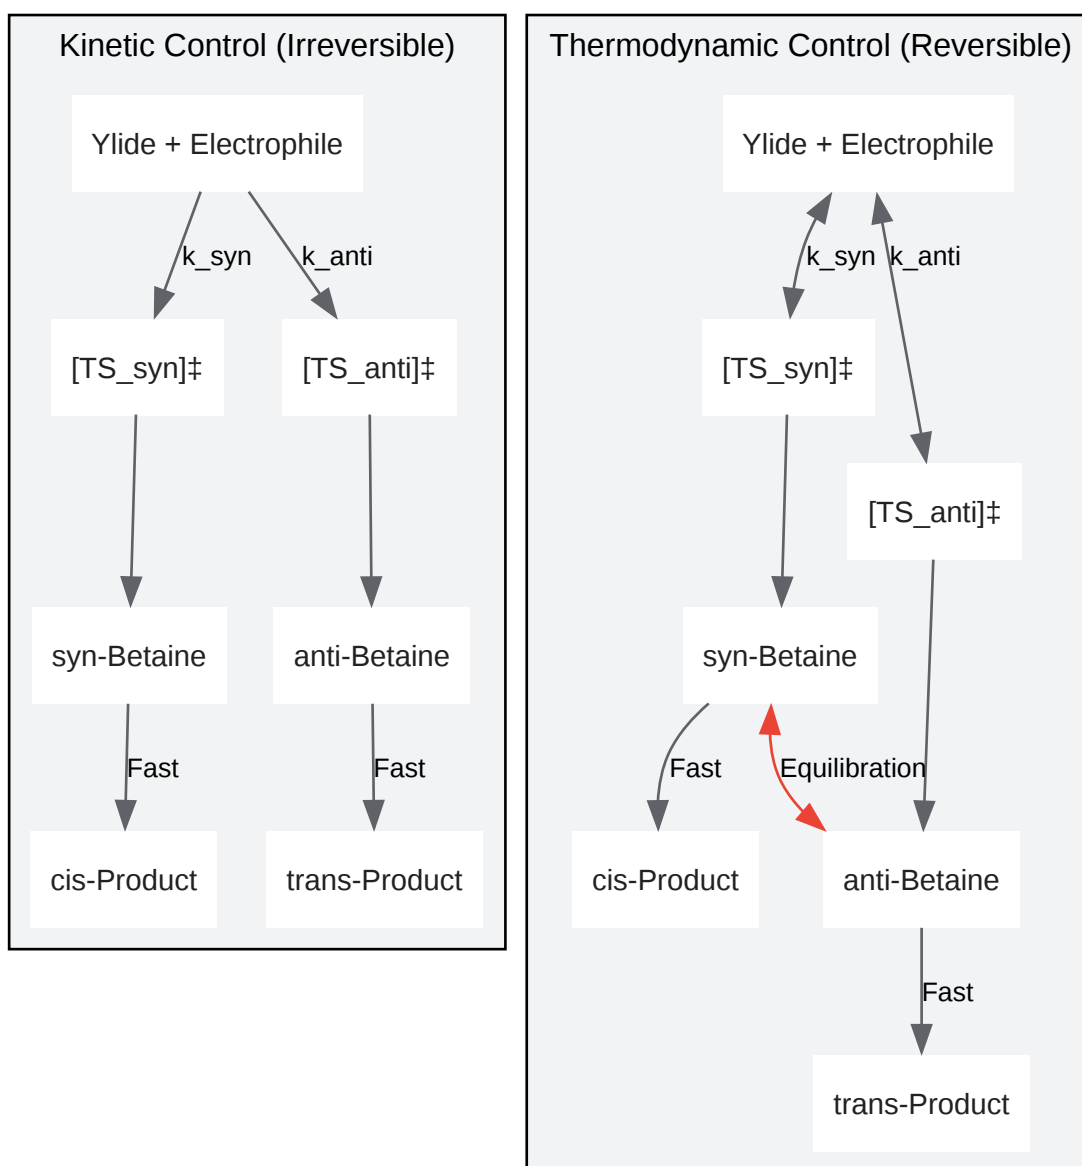 Kinetic Control (Irreversible)
Ylide + Electrophile
k_syn
k_anti
[TS_syn]‡
[TS_anti]‡
syn-Betaine
anti-Betaine
Fast
Fast
cis-Product
trans-Product
Thermodynamic Control (Reversible)
Ylide + Electrophile
k_syn
k_anti
[TS_syn]‡
[TS_anti]‡
syn-Betaine
Fast
Equilibration
cis-Product
anti-Betaine
Fast
trans-Product